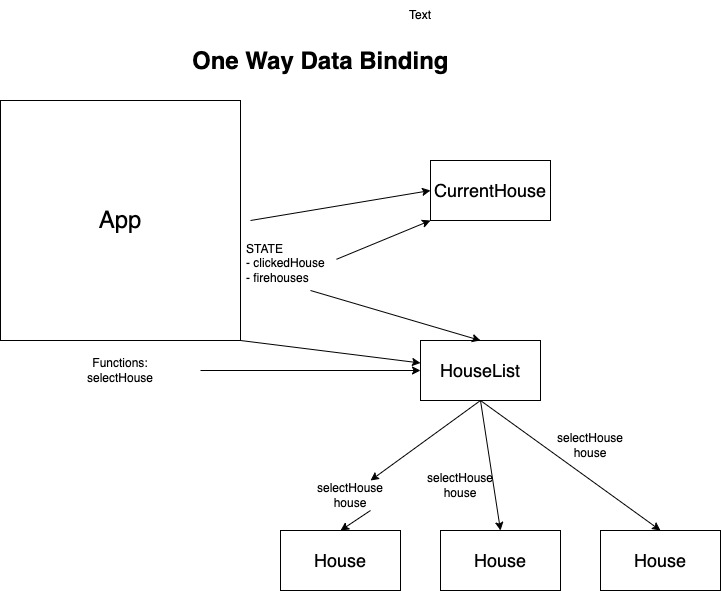 Text
One Way Data Binding
App
CurrentHouse
STATE
- clickedHouse
- firehouses
Functions:
selectHouse
HouseList
selectHouse
house
selectHouse
house
selectHouse
house
House
House
House